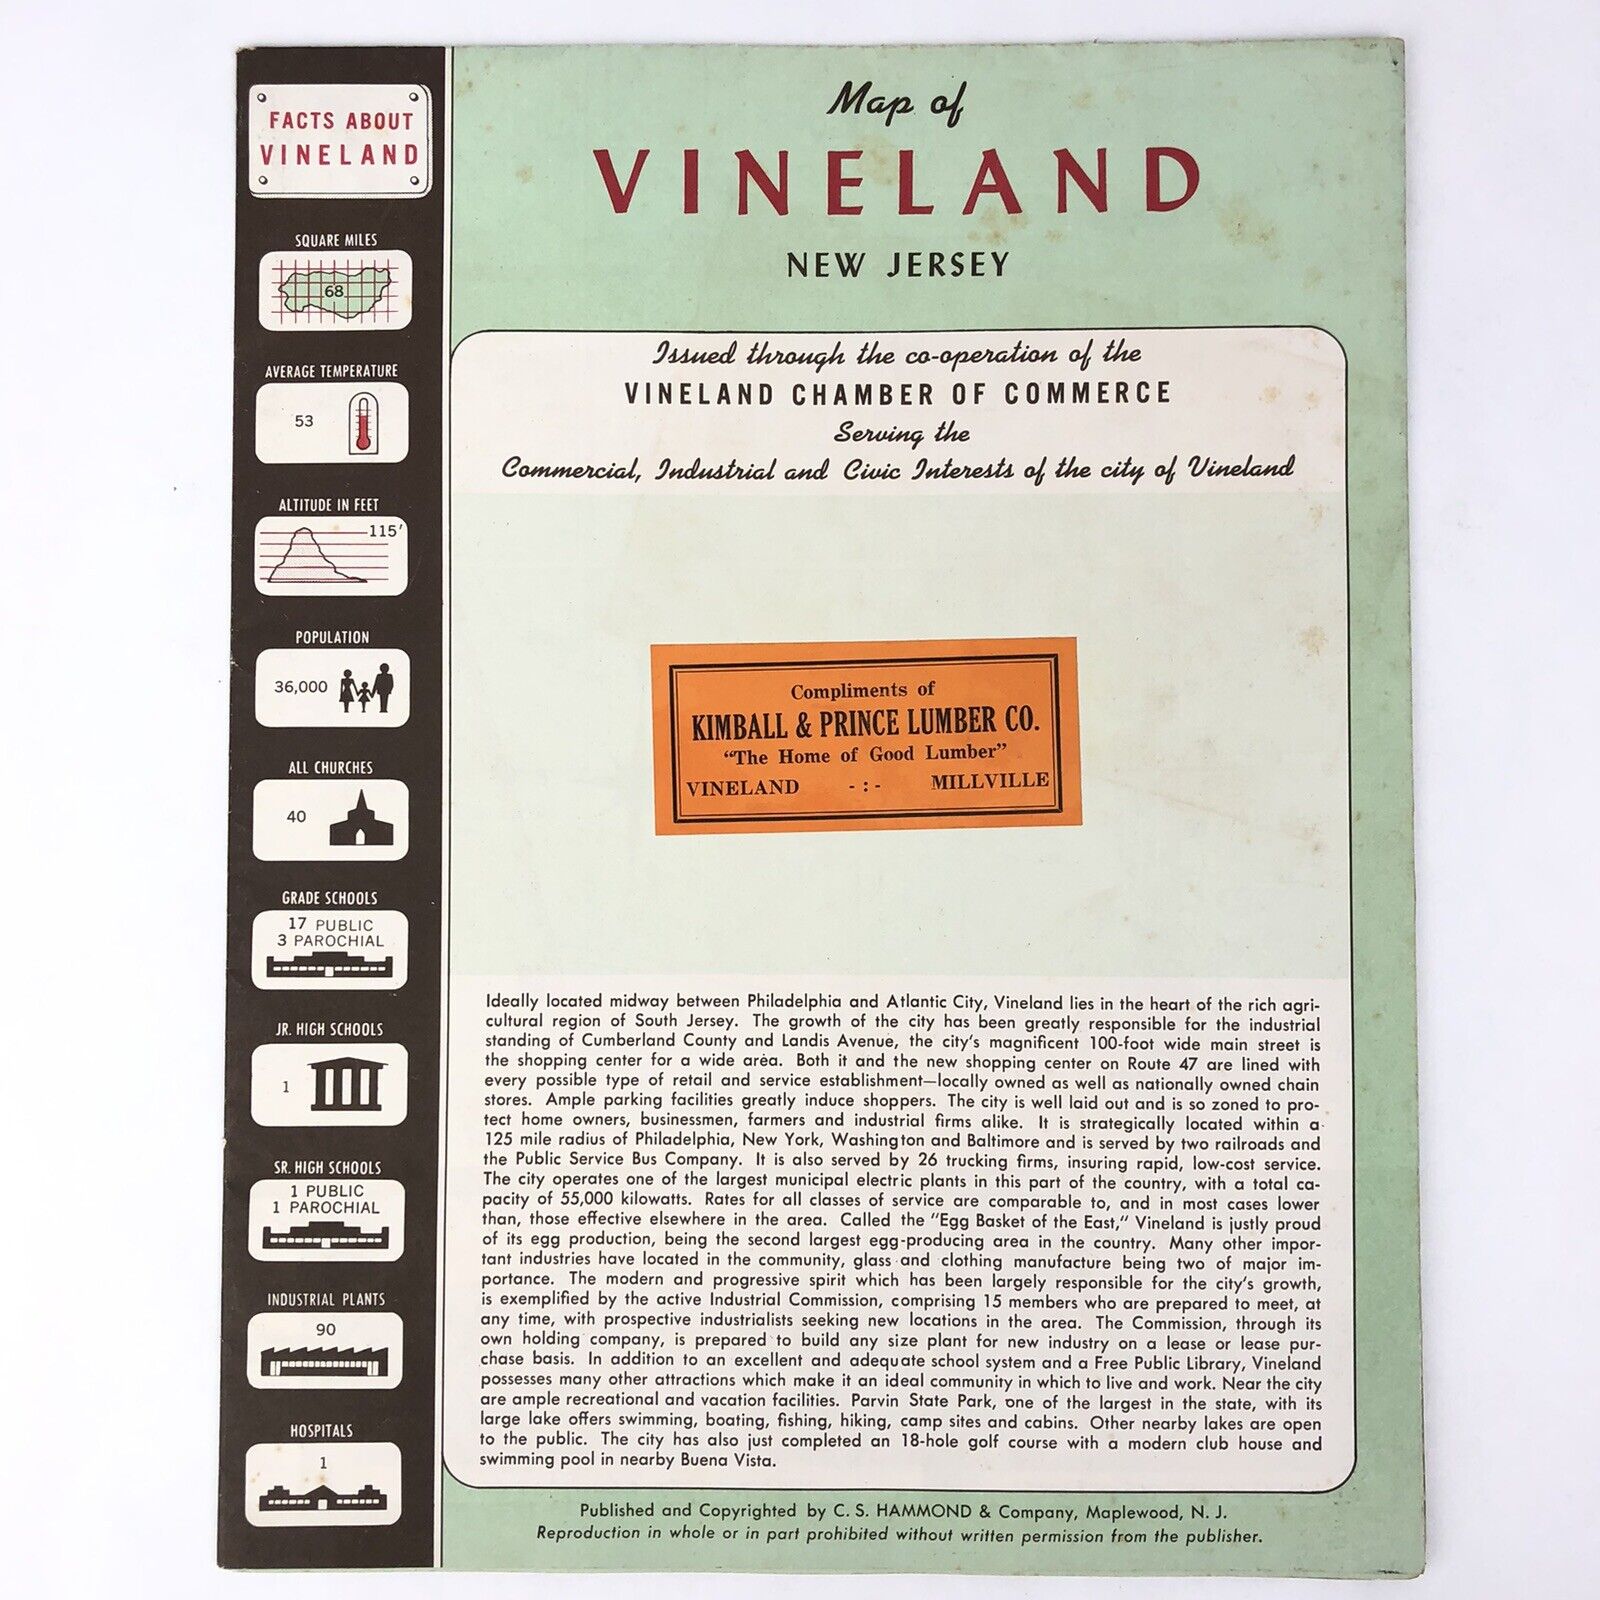 FACTS ABOUT
VINELAND
SQUARE MILES
68
AVERAGE TEMPERATURE
53
ALTITUDE IN FEET
115'
POPULATION
36,000
ALL CHURCHES
40
GRADE SCHOOLS
17 PUBLIC
3 PAROCHIAL
JR. HIGH SCHOOLS
1
SR. HIGH SCHOOLS
1 PUBLIC
1 PAROCHIAL
INDUSTRIAL PLANTS
90
HOSPITALS
1
Map of
VINELAND
NEW JERSEY
Issued through the co-operation of the
VINELAND CHAMBER OF COMMERCE
Serving the
Commercial, Industrial and Civic Interests of the city of Vineland
Compliments of
KIMBALL & PRINCE LUMBER CO.
"The Home of Good Lumber"
VINELAND -:- MILLVILLE
Ideally located midway between Philadelphia and Atlantic City, Vineland lies in the heart of the rich agri-
cultural region of South Jersey. The growth of the city has been greatly responsible for the industrial
standing of Cumberland County and Landis Avenue, the city's magnificent 100-foot wide main street is
the shopping center for a wide area. Both it and the new shopping center on Route 47 are lined with
every possible type of retail and service establishment—locally owned as well as nationally owned chain
stores. Ample parking facilities greatly induce shoppers. The city is well laid out and is so zoned to pro-
tect home owners, businessmen, farmers and industrial firms alike. It is strategically located within a
125 mile radius of Philadelphia, New York, Washington and Baltimore and is served by two railroads and
the Public Service Bus Company. It is also served by 26 trucking firms, insuring rapid, low-cost service.
The city operates one of the largest municipal electric plants in this part of the country, with a total ca-
pacity of 55,000 kilowatts. Rates for all classes of service are comparable to, and in most cases lower
than, those effective elsewhere in the area. Called the "Egg Basket of the East," Vineland is justly proud
of its egg production, being the second largest egg-producing area in the country. Many other impor-
tant industries have located in the community, glass and clothing manufacture being two of major im-
portance. The modern and progressive spirit which has been largely responsible for the city's growth,
is exemplified by the active Industrial Commission, comprising 15 members who are prepared to meet, at
any time, with prospective industrialists seeking new locations in the area. The Commission, through its
own holding company, is prepared to build any size plant for new industry on a lease or lease pur-
chase basis. In addition to an excellent and adequate school system and a Free Public Library, Vineland
possesses many other attractions which make it an ideal community in which to live and work. Near the city
are ample recreational and vacation facilities. Parvin State Park, one of the largest in the state, with its
large lake offers swimming, boating, fishing, hiking, camp sites and cabins. Other nearby lakes are open
to the public. The city has also just completed an 18-hole golf course with a modern club house and
swimming pool in nearby Buena Vista.
Published and Copyrighted by C. S. HAMMOND & Company, Maplewood, N. J.
Reproduction in whole or in part prohibited without written permission from the publisher.